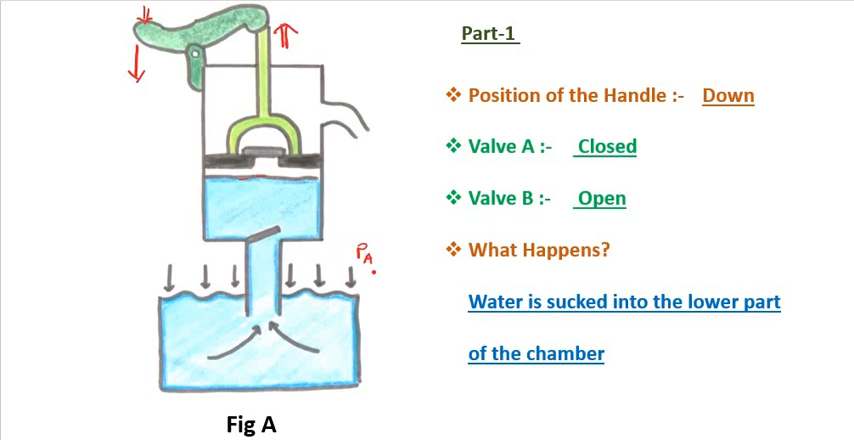 Part-1
❖ Position of the Handle :- Down
❖ Valve A :- Closed
❖ Valve B :- Open
P_A
❖ What Happens?
Water is sucked into the lower part
of the chamber
Fig A